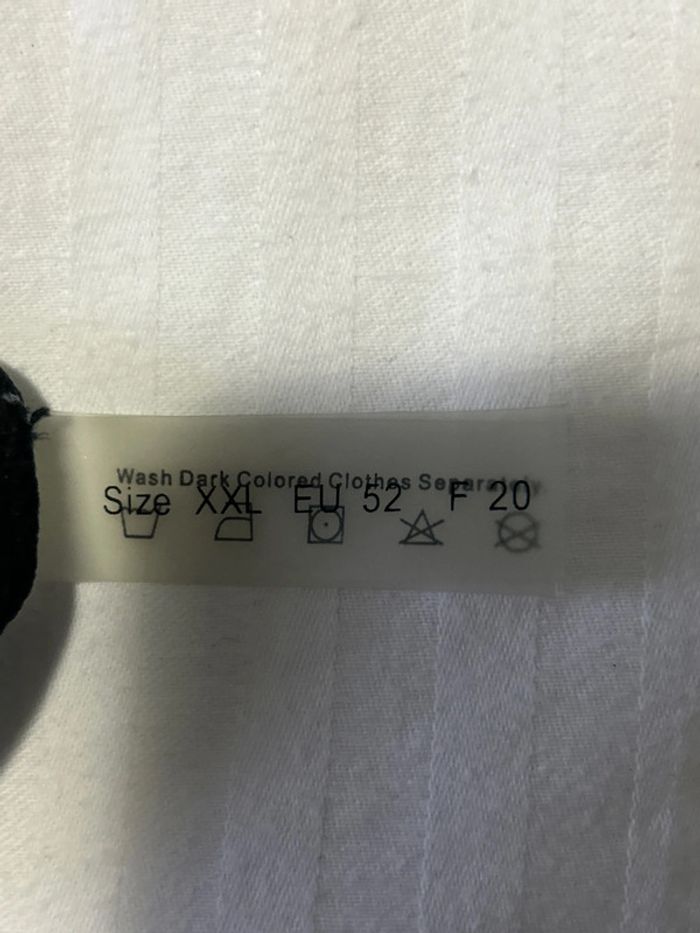 Wash Dark Colored Clothes Separately
Size XXL EU 52 F 20